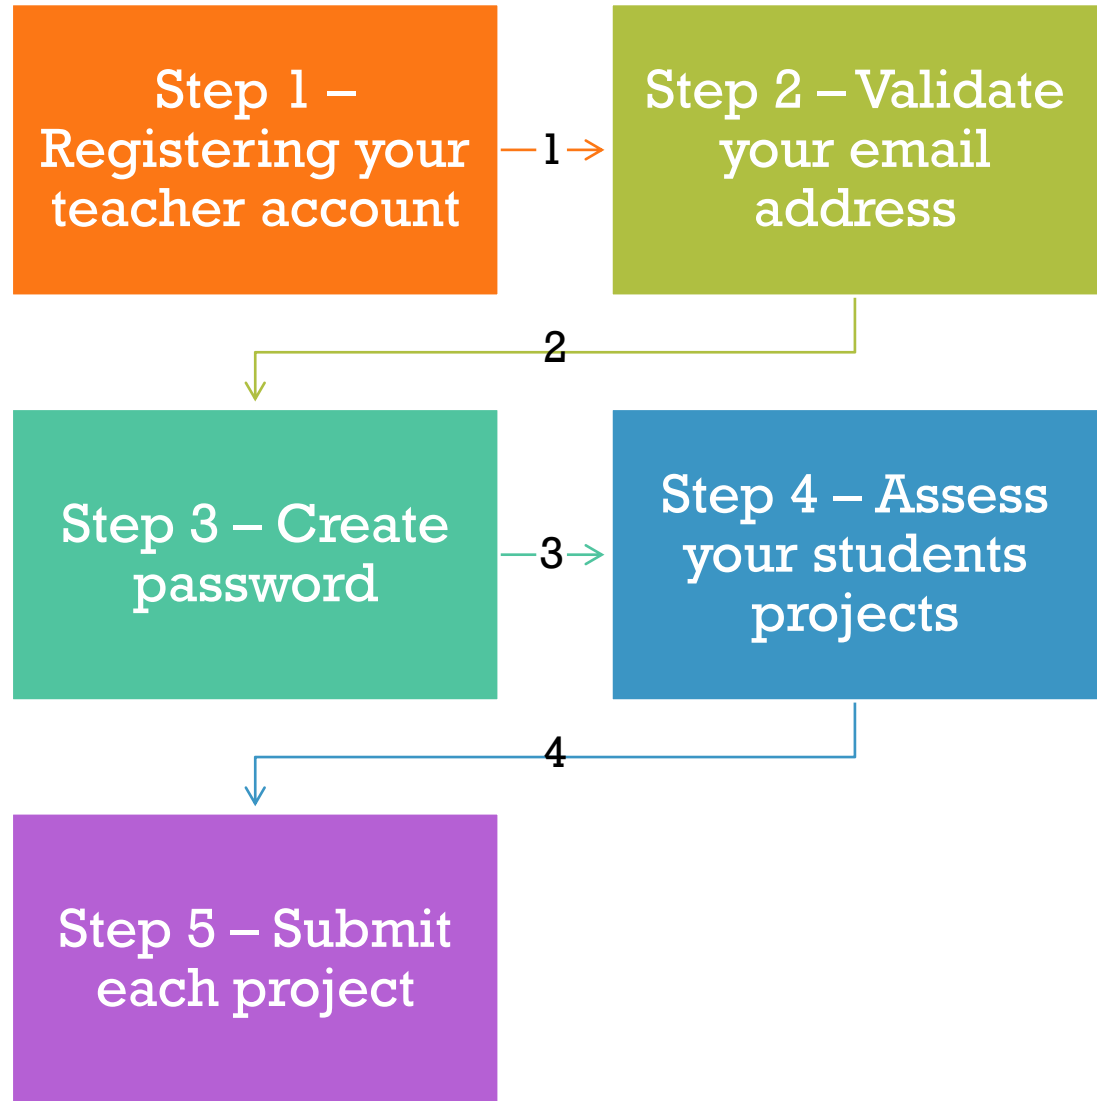 Step 1 –
Registering your
teacher account
1
Step 2 – Validate
your email
address
2
Step 3 – Create
password
3
Step 4 – Assess
your students
projects
4
Step 5 – Submit
each project